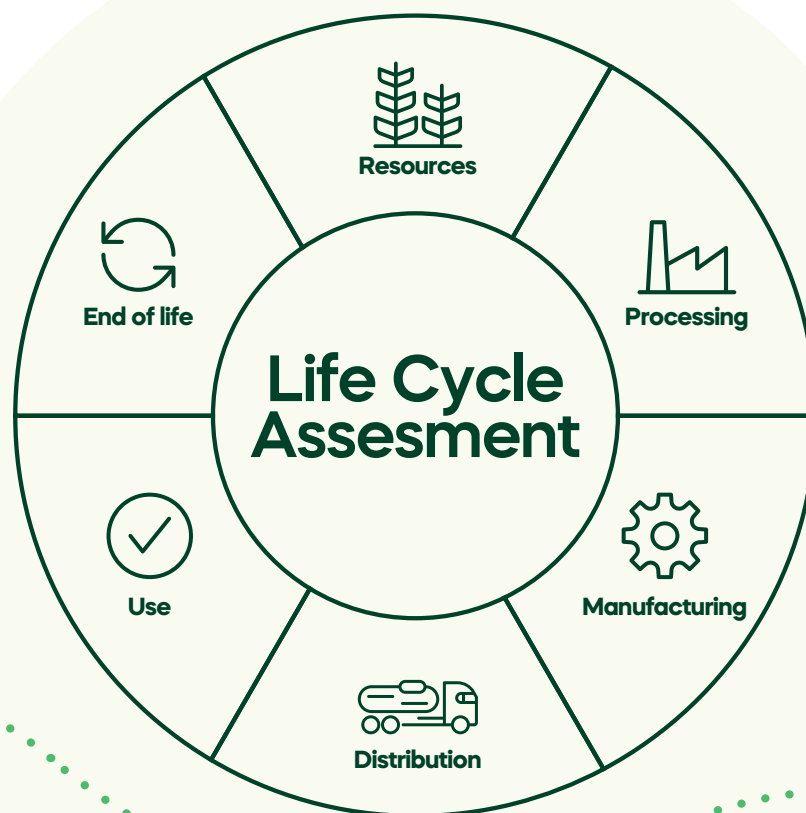 Resources
Processing
Manufacturing
Distribution
Use
End of life
Life Cycle
Assesment